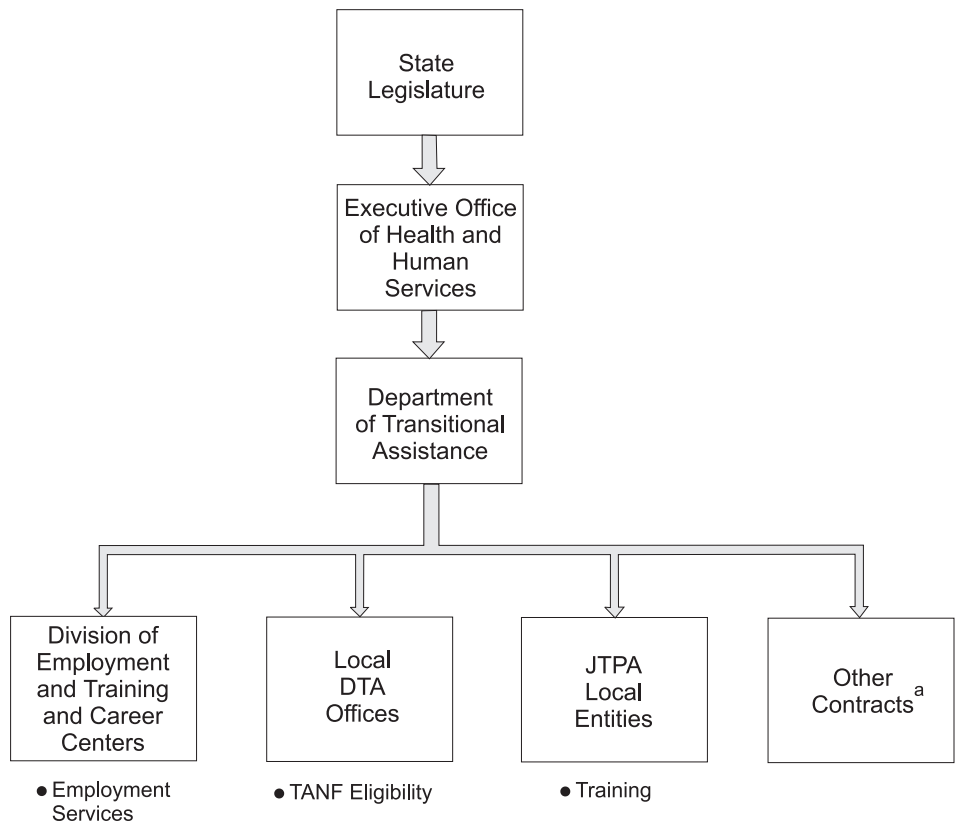 State
Legislature
Executive Office
of Health and
Human
Services
Department
of Transitional
Assistance
Division of
Employment
and Training
and Career
Centers
Local
DTA
Offices
JTPA
Local
Entities
Other
Contracts a
● Employment
Services
● TANF Eligibility
● Training